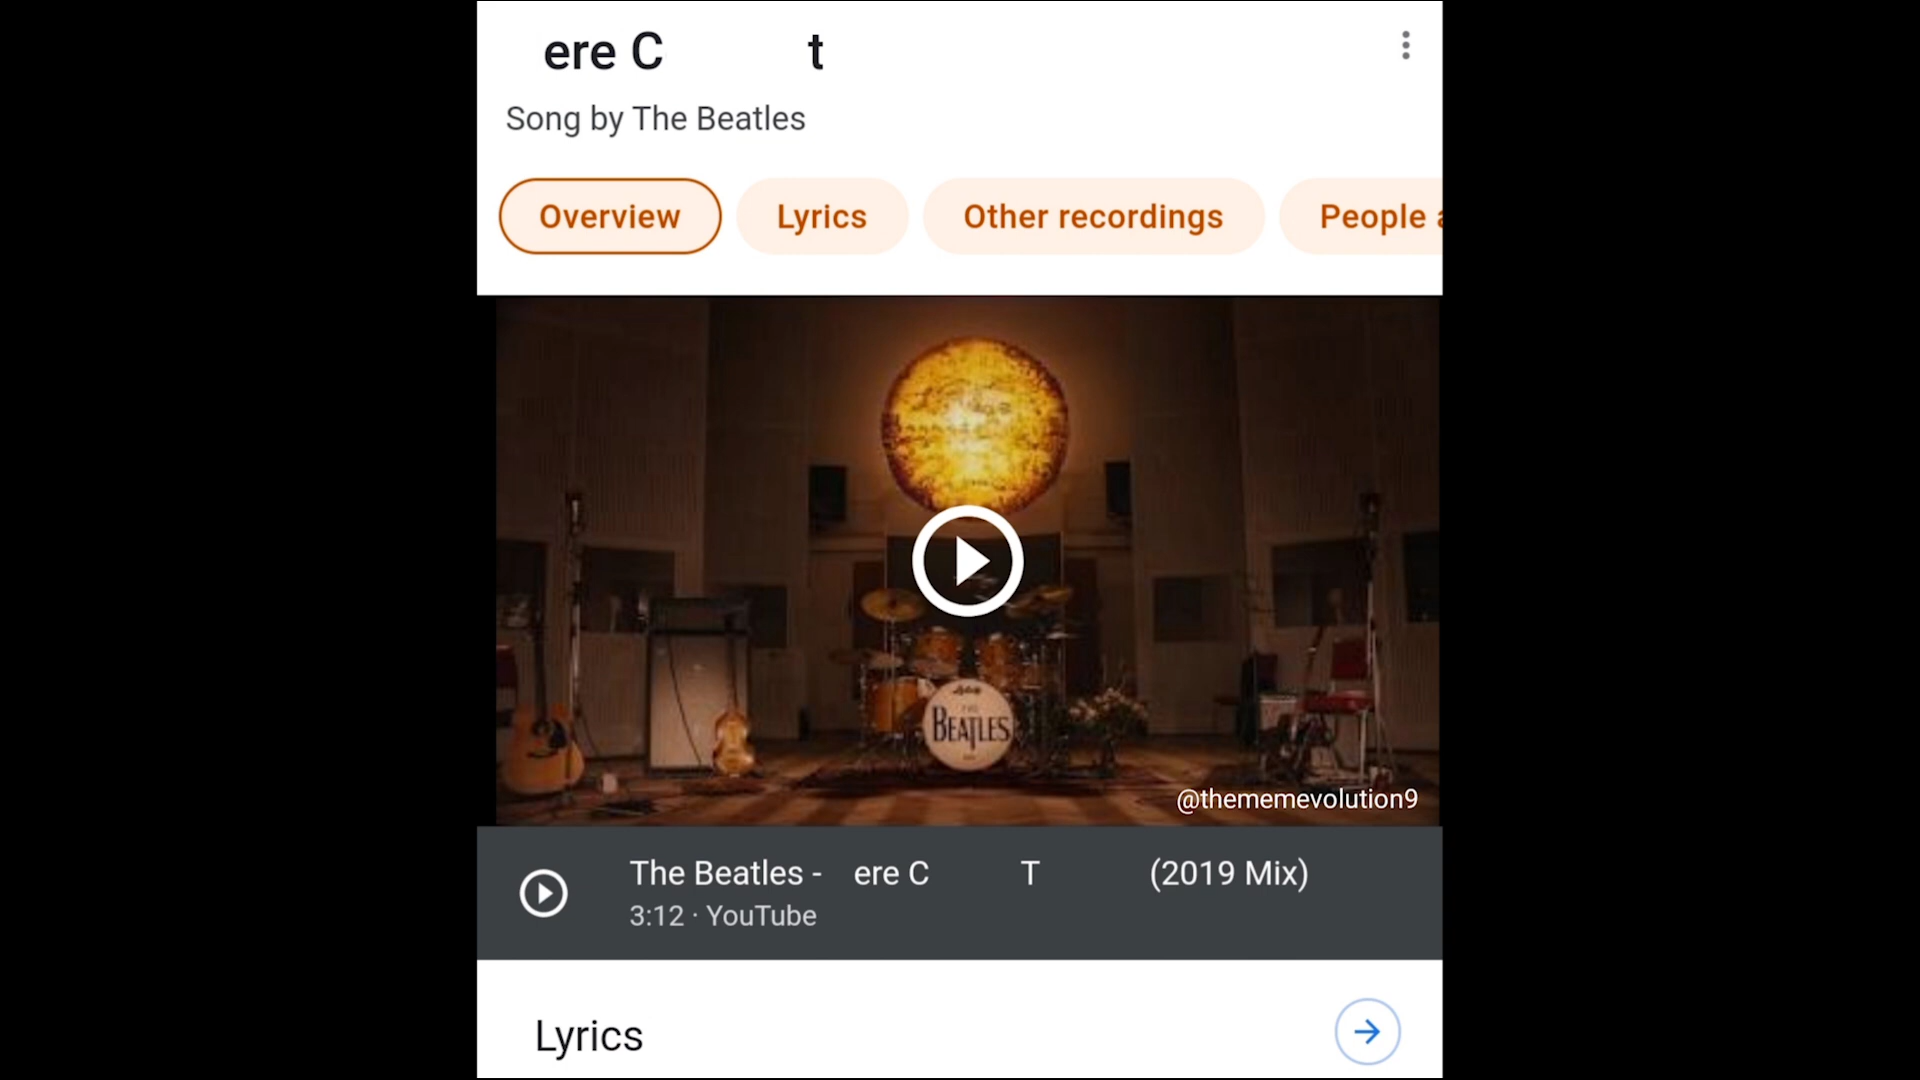 ere C t
Song by The Beatles
Overview Lyrics Other recordings People a
THE
BEATLES
@thememevolution9
The Beatles - ere C T (2019 Mix)
3:12 · YouTube
Lyrics